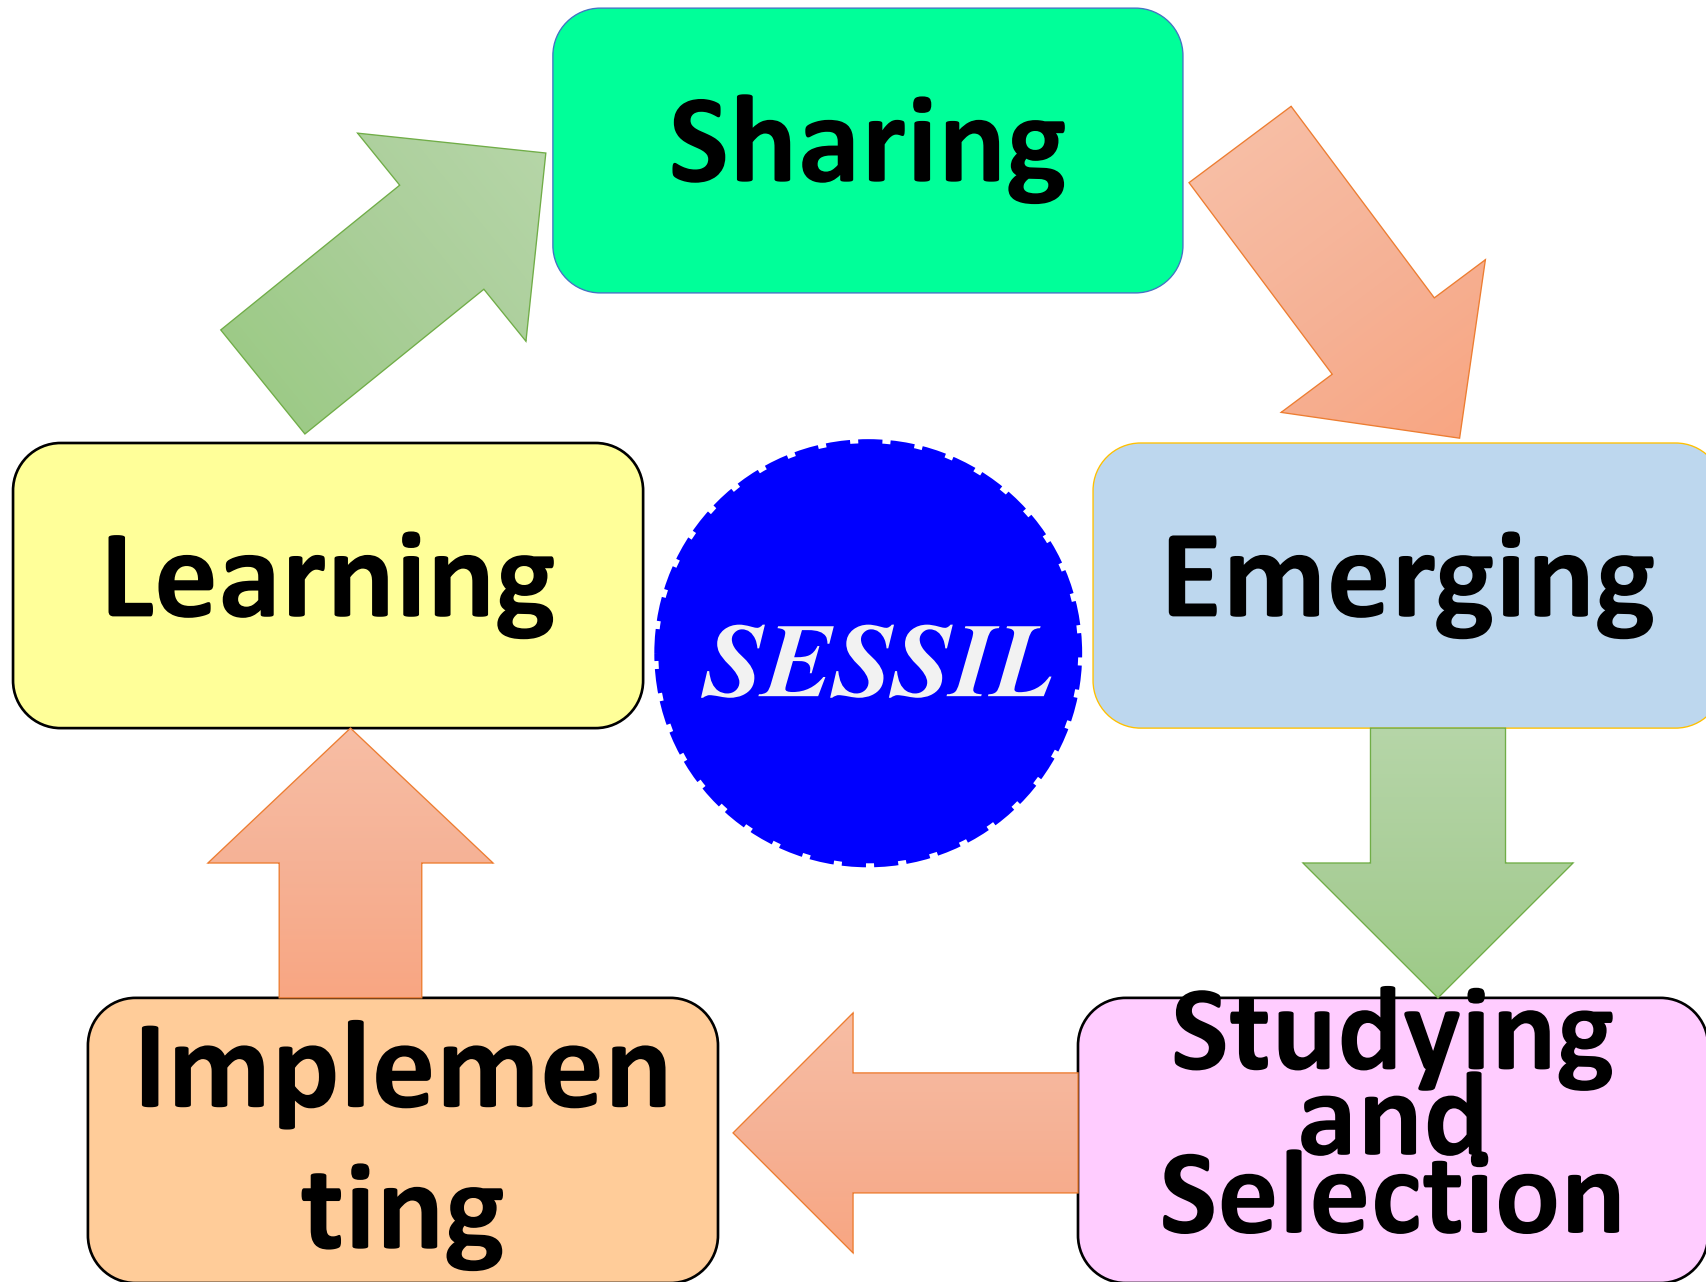 Sharing
Learning
SESSIL
Emerging
Implemen
ting
Studying
and
Selection